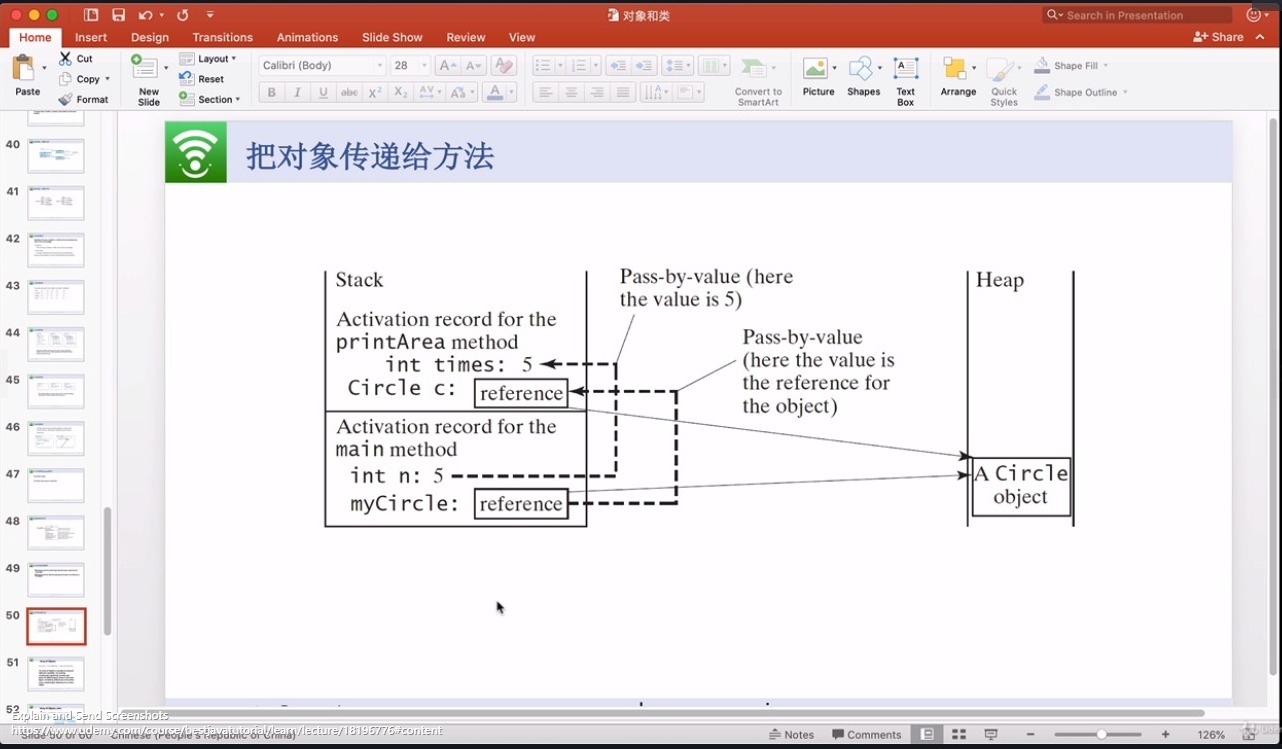 对象和类
Search in Presentation
Home Insert Design Transitions Animations Slide Show Review View
Share
Paste
Cut
Copy
Format
New
Slide
Layout
Reset
Section
Calibri (Body) 28
B I U abc X² X₂ AV Aa A
Convert to
SmartArt
Picture
Shapes
Text
Box
Arrange
Quick
Styles
Shape Fill
Shape Outline
40
41
42
43
44
45
46
47
48
49
50
51
52
把对象传递给方法
Stack
Activation record for the
printArea method
int times: 5
Circle c: reference
Activation record for the
main method
int n: 5
myCircle: reference
Pass-by-value (here
the value is 5)
Pass-by-value
(here the value is
the reference for
the object)
Heap
A Circle
object
Explain and Send Screenshots
https://www.udemy.com/course/bestjavatutorial/learn/lecture/18196776#content
Slide 50 of 60 Chinese (People's Republic of China)
Notes
Comments
126%